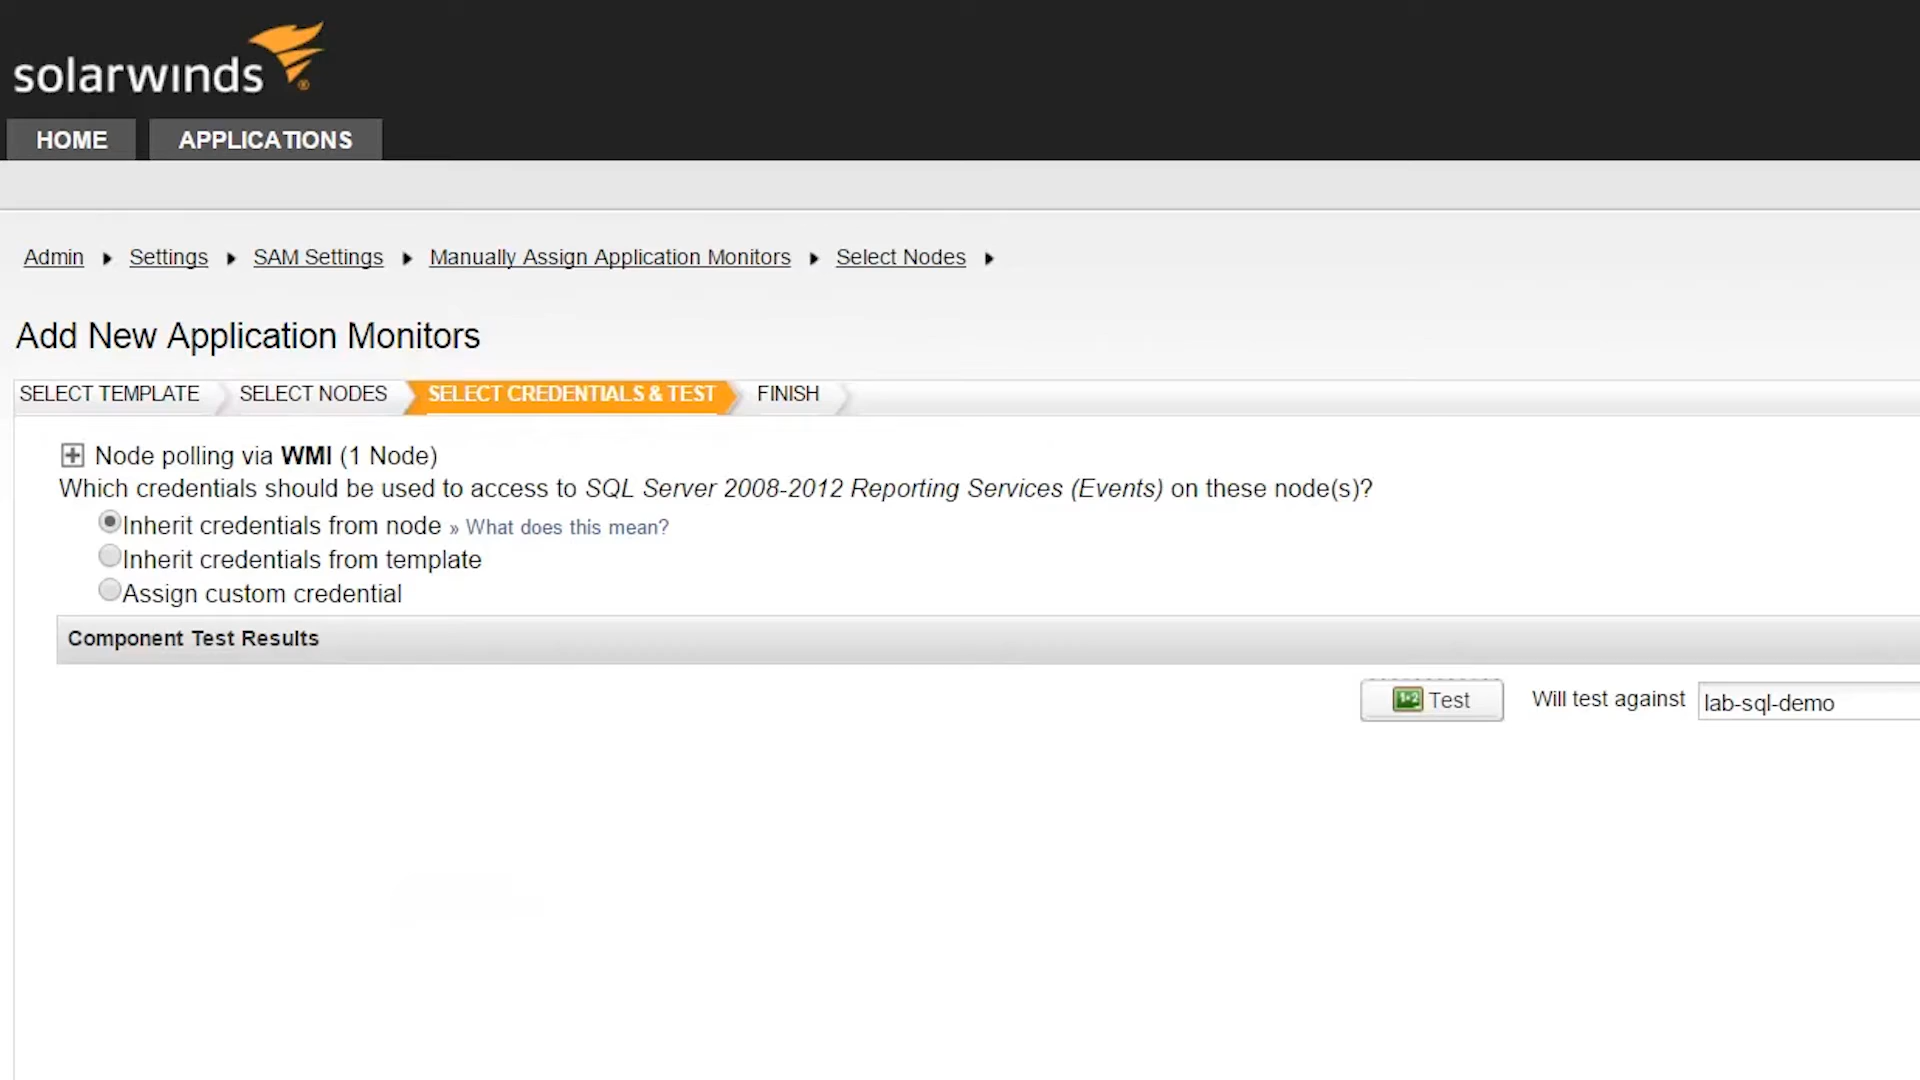 solarwinds
HOME APPLICATIONS
Admin Settings SAM Settings Manually Assign Application Monitors Select Nodes
Add New Application Monitors
SELECT TEMPLATE SELECT NODES SELECT CREDENTIALS & TEST FINISH
Node polling via WMI (1 Node)
Which credentials should be used to access to SQL Server 2008-2012 Reporting Services (Events) on these node(s)?
Inherit credentials from node » What does this mean?
Inherit credentials from template
Assign custom credential
Component Test Results
Test Will test against lab-sql-demo